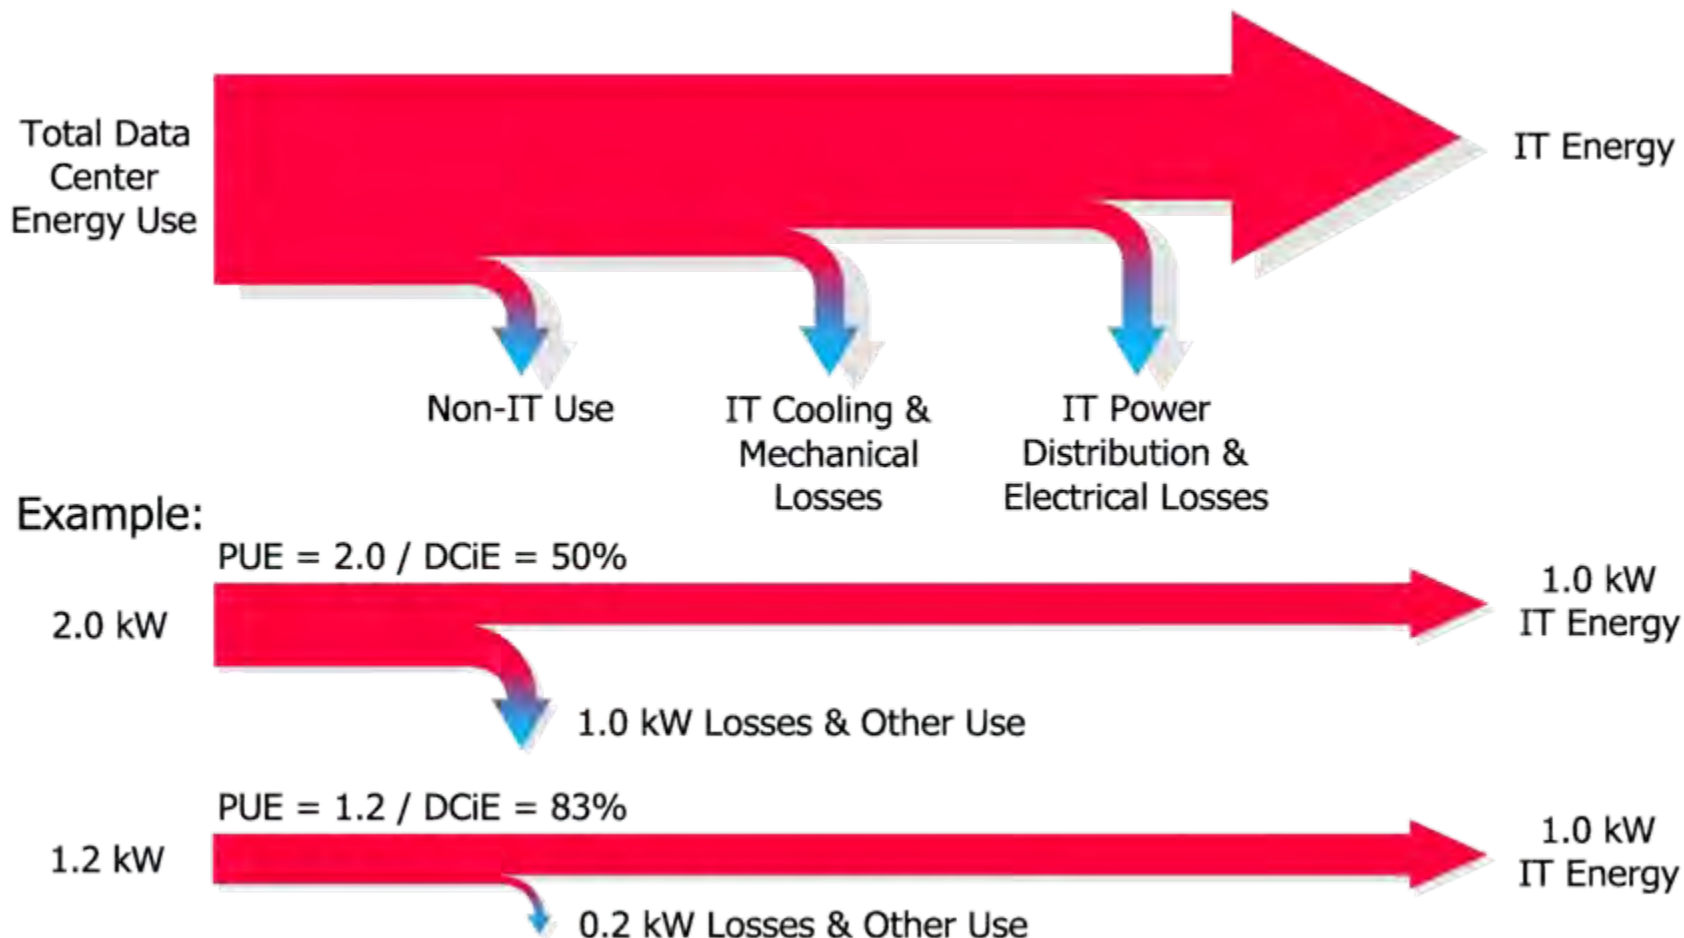 Total Data
Center
Energy Use
IT Energy
Non-IT Use
IT Cooling &
Mechanical
Losses
IT Power
Distribution &
Electrical Losses
Example:
PUE = 2.0 / DCiE = 50%
2.0 kW
1.0 kW
IT Energy
1.0 kW Losses & Other Use
PUE = 1.2 / DCiE = 83%
1.2 kW
1.0 kW
IT Energy
0.2 kW Losses & Other Use